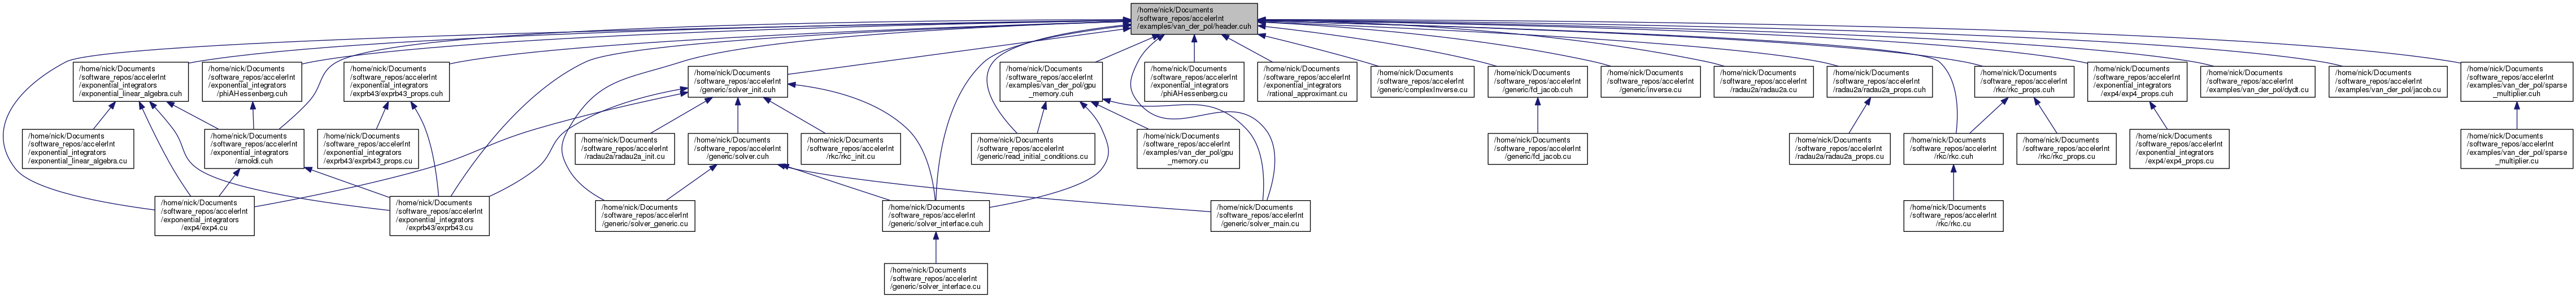 /home/nick/Documents
/software_repos/accelerInt
/examples/van_der_pol/header.cuh
/home/nick/Documents
/software_repos/accelerInt
/exponential_integrators
/exponential_linear_algebra.cuh
/home/nick/Documents
/software_repos/accelerInt
/exponential_integrators
/phiAHessenberg.cuh
/home/nick/Documents
/software_repos/accelerInt
/exponential_integrators
/exprb43/exprb43_props.cuh
/home/nick/Documents
/software_repos/accelerInt
/generic/solver_init.cuh
/home/nick/Documents
/software_repos/accelerInt
/examples/van_der_pol/gpu
_memory.cuh
/home/nick/Documents
/software_repos/accelerInt
/exponential_integrators
/phiAHessenberg.cu
/home/nick/Documents
/software_repos/accelerInt
/exponential_integrators
/rational_approximant.cu
/home/nick/Documents
/software_repos/accelerInt
/generic/complexInverse.cu
/home/nick/Documents
/software_repos/accelerInt
/generic/fd_jacob.cuh
/home/nick/Documents
/software_repos/accelerInt
/generic/inverse.cu
/home/nick/Documents
/software_repos/accelerInt
/radau2a/radau2a.cu
/home/nick/Documents
/software_repos/accelerInt
/radau2a/radau2a_props.cuh
/home/nick/Documents
/software_repos/accelerInt
/rkc/rkc_props.cuh
/home/nick/Documents
/software_repos/accelerInt
/exponential_integrators
/exp4/exp4_props.cuh
/home/nick/Documents
/software_repos/accelerInt
/examples/van_der_pol/dydt.cu
/home/nick/Documents
/software_repos/accelerInt
/examples/van_der_pol/jacob.cu
/home/nick/Documents
/software_repos/accelerInt
/examples/van_der_pol/sparse
_multiplier.cuh
/home/nick/Documents
/software_repos/accelerInt
/exponential_integrators
/exponential_linear_algebra.cu
/home/nick/Documents
/software_repos/accelerInt
/exponential_integrators
/arnoldi.cuh
/home/nick/Documents
/software_repos/accelerInt
/exponential_integrators
/exprb43/exprb43_props.cu
/home/nick/Documents
/software_repos/accelerInt
/radau2a/radau2a_init.cu
/home/nick/Documents
/software_repos/accelerInt
/generic/solver.cuh
/home/nick/Documents
/software_repos/accelerInt
/rkc/rkc_init.cu
/home/nick/Documents
/software_repos/accelerInt
/generic/read_initial_conditions.cu
/home/nick/Documents
/software_repos/accelerInt
/examples/van_der_pol/gpu
_memory.cu
/home/nick/Documents
/software_repos/accelerInt
/generic/fd_jacob.cu
/home/nick/Documents
/software_repos/accelerInt
/radau2a/radau2a_props.cu
/home/nick/Documents
/software_repos/accelerInt
/rkc/rkc.cuh
/home/nick/Documents
/software_repos/accelerInt
/rkc/rkc_props.cu
/home/nick/Documents
/software_repos/accelerInt
/exponential_integrators
/exp4/exp4_props.cu
/home/nick/Documents
/software_repos/accelerInt
/examples/van_der_pol/sparse
_multiplier.cu
/home/nick/Documents
/software_repos/accelerInt
/exponential_integrators
/exp4/exp4.cu
/home/nick/Documents
/software_repos/accelerInt
/exponential_integrators
/exprb43/exprb43.cu
/home/nick/Documents
/software_repos/accelerInt
/generic/solver_generic.cu
/home/nick/Documents
/software_repos/accelerInt
/generic/solver_interface.cuh
/home/nick/Documents
/software_repos/accelerInt
/generic/solver_main.cu
/home/nick/Documents
/software_repos/accelerInt
/rkc/rkc.cu
/home/nick/Documents
/software_repos/accelerInt
/generic/solver_interface.cu